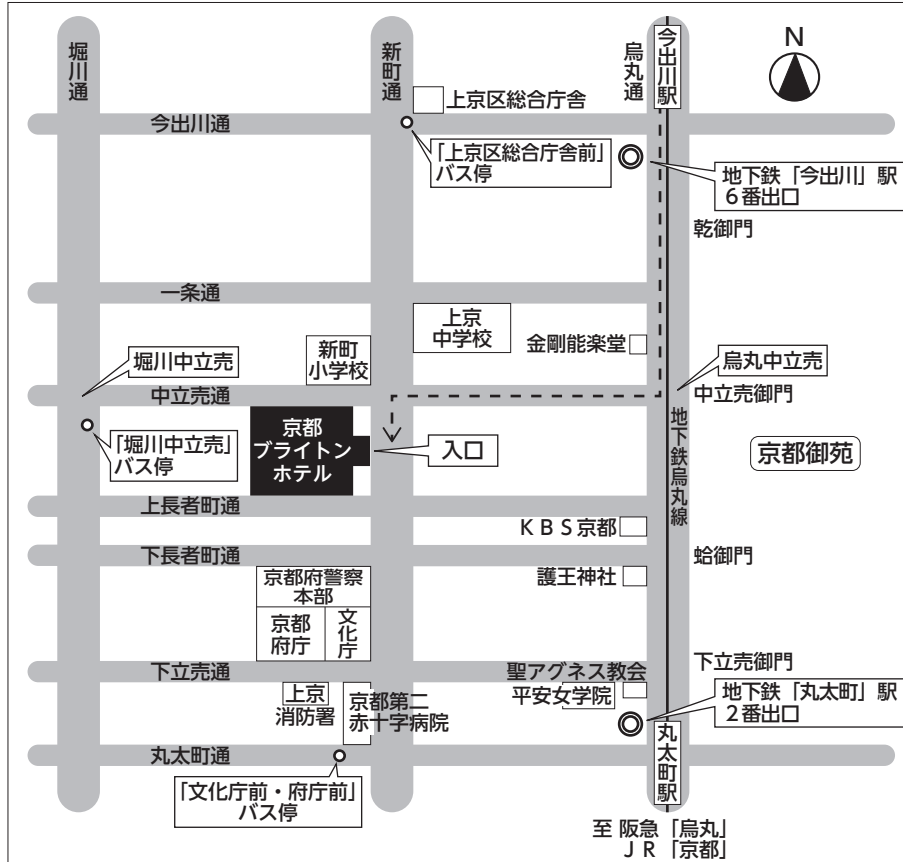 堀川通
新町通
烏丸通
今出川駅
N
上京区総合庁舎
今出川通
「上京区総合庁舎前」
バス停
地下鉄「今出川」駅
6番出口
乾御門
一条通
上京
中学校
新町
小学校
金剛能楽堂
堀川中立売
烏丸中立売
中立売通
中立売御門
「堀川中立売」
バス停
京都
ブライトン
ホテル
入口
地下鉄烏丸線
京都御苑
上長者町通
KBS京都
下長者町通
蛤御門
京都府警察
本部
護王神社
京都
府庁
文化庁
下立売通
聖アグネス教会
下立売御門
上京
消防署
京都第二
赤十字病院
平安女学院
地下鉄「丸太町」駅
2番出口
丸太町通
丸太町駅
「文化庁前・府庁前」
バス停
至 阪急「烏丸」
JR「京都」